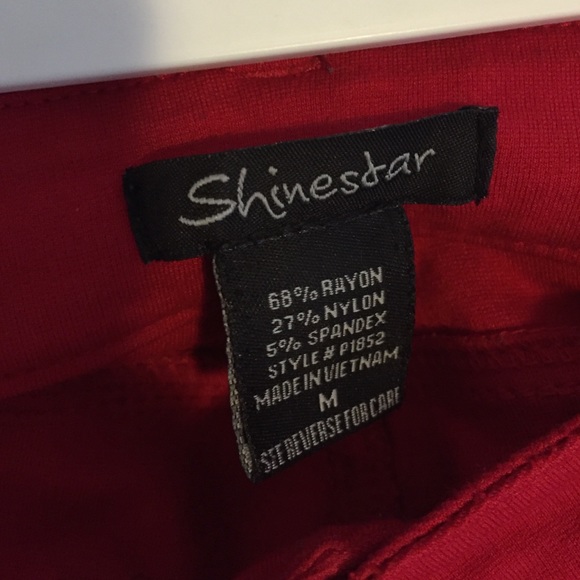 Shinestar
68% RAYON
27% NYLON
5% SPANDEX
STYLE # P1852
MADE IN VIETNAM
M
SEE REVERSE FOR CARE